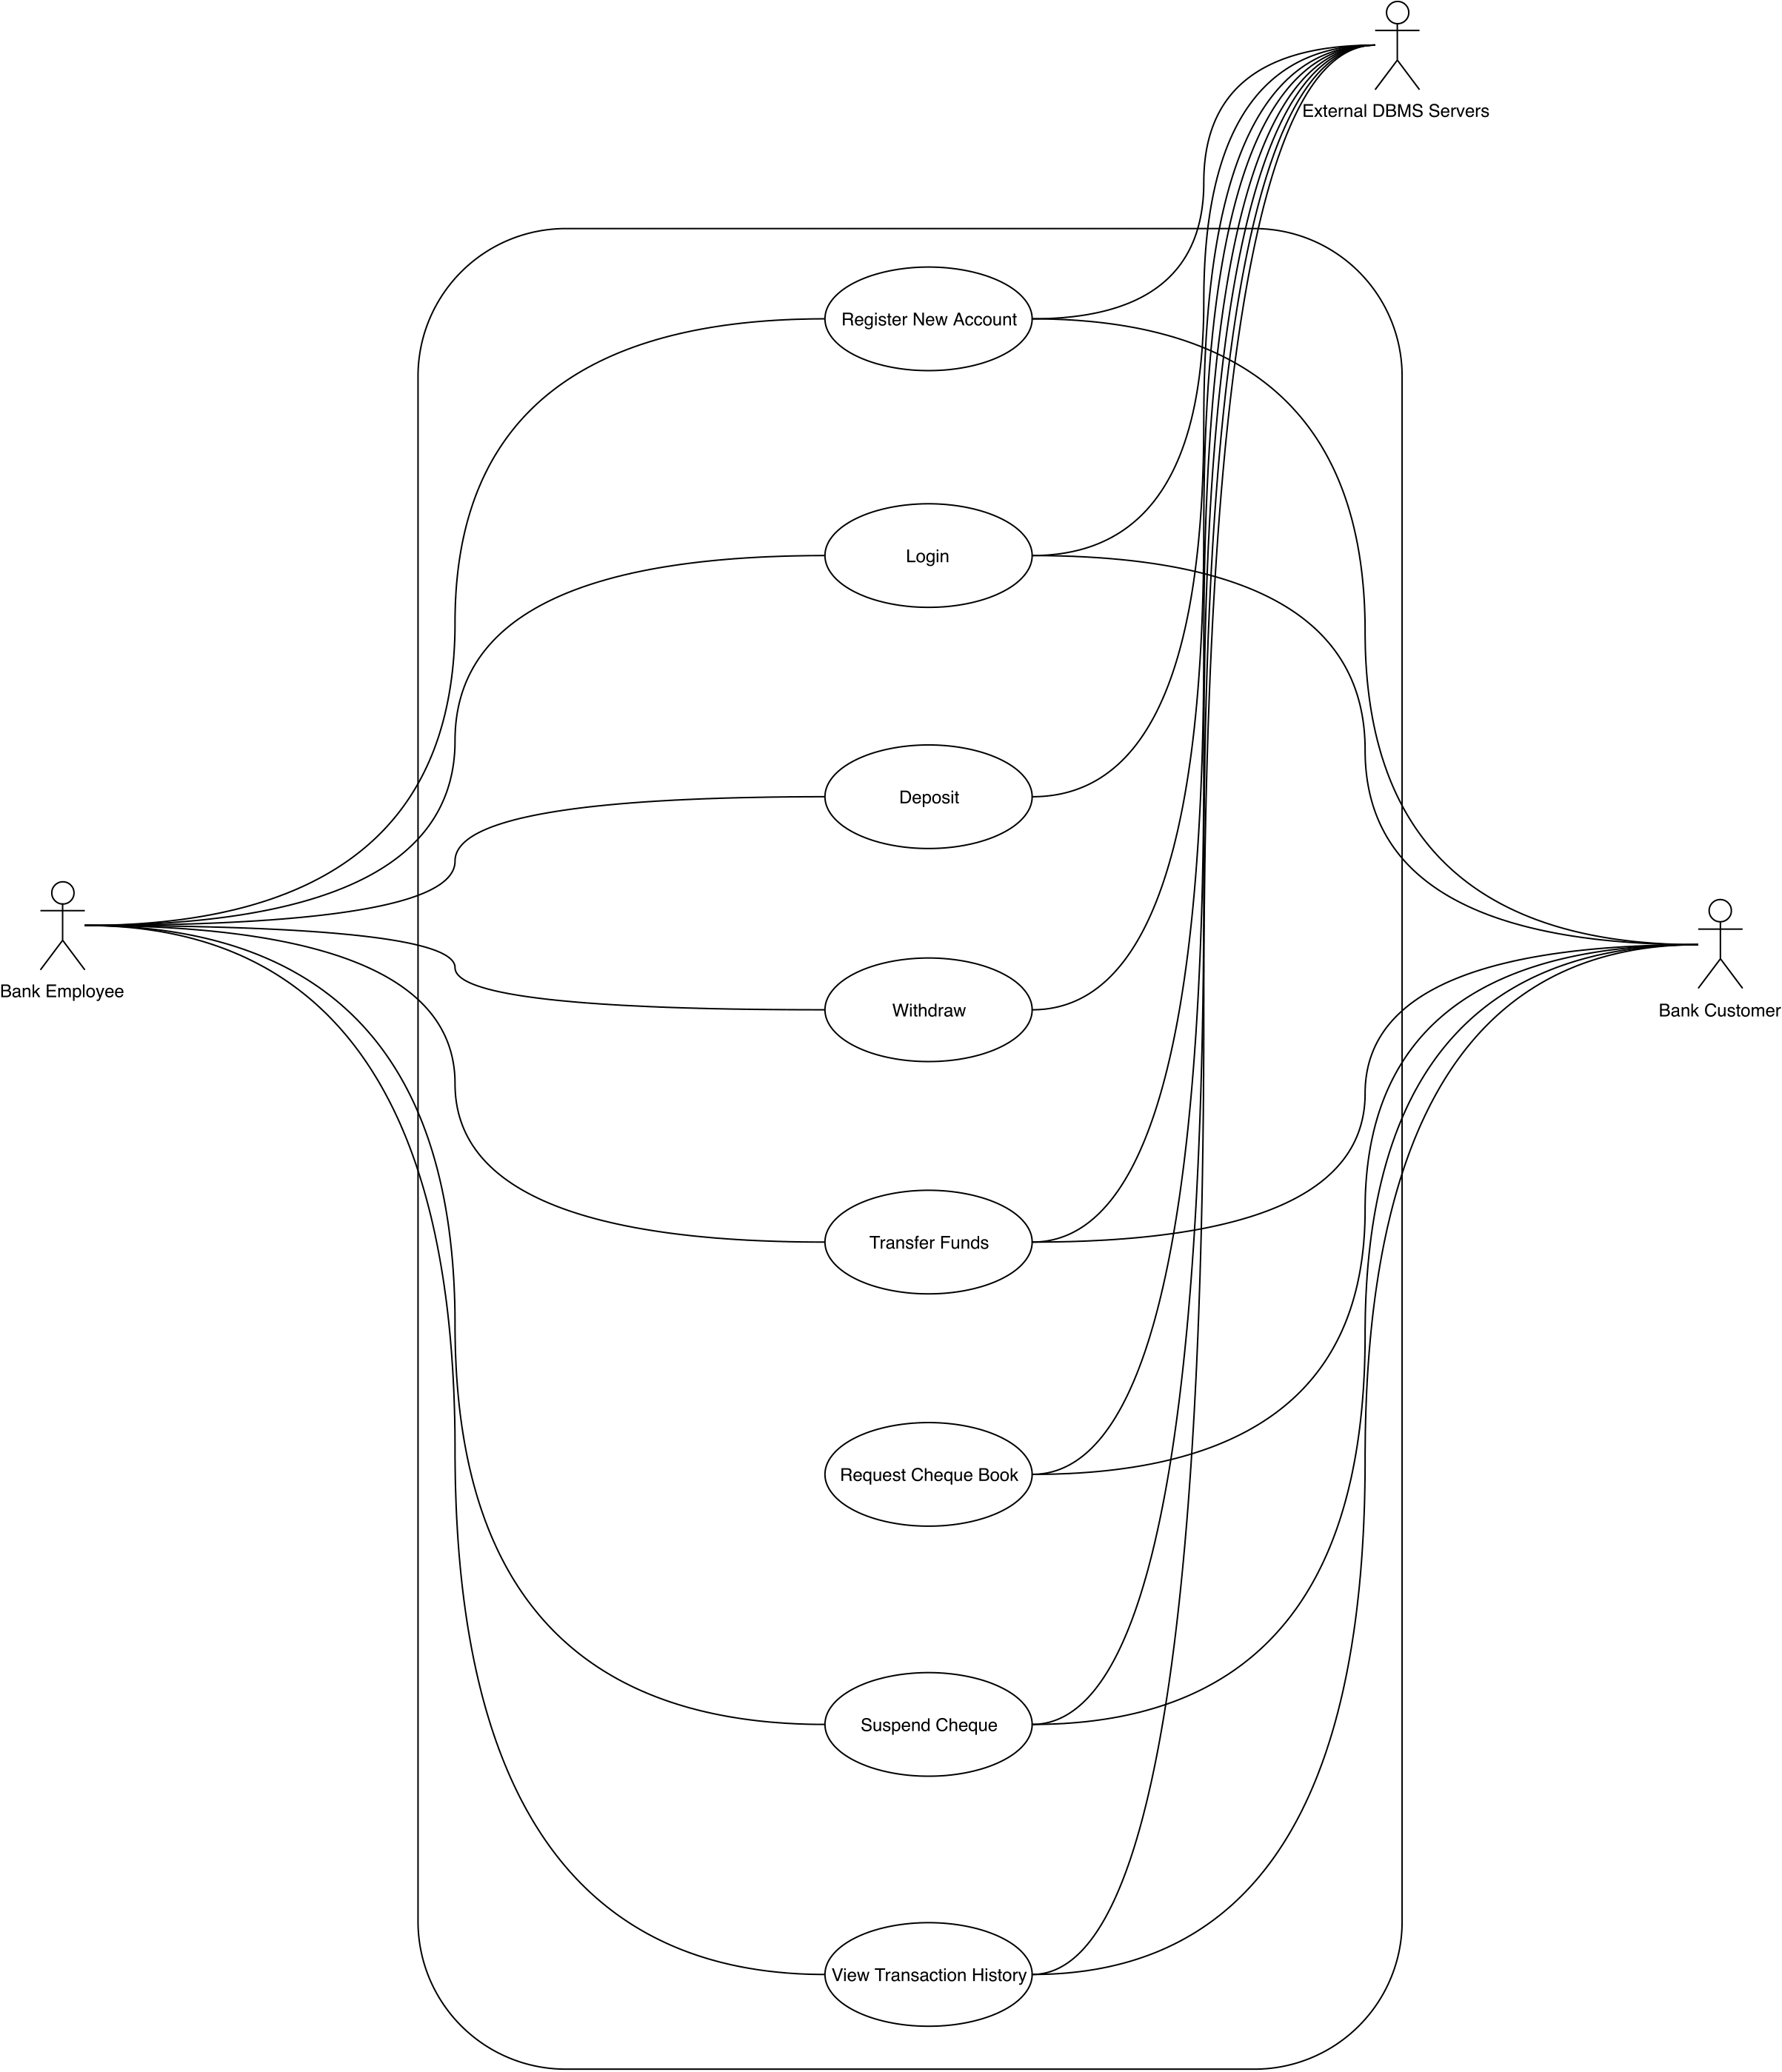 External DBMS Servers
Register New Account
Login
Deposit
Bank Employee
Withdraw
Bank Customer
Transfer Funds
Request Cheque Book
Suspend Cheque
View Transaction History